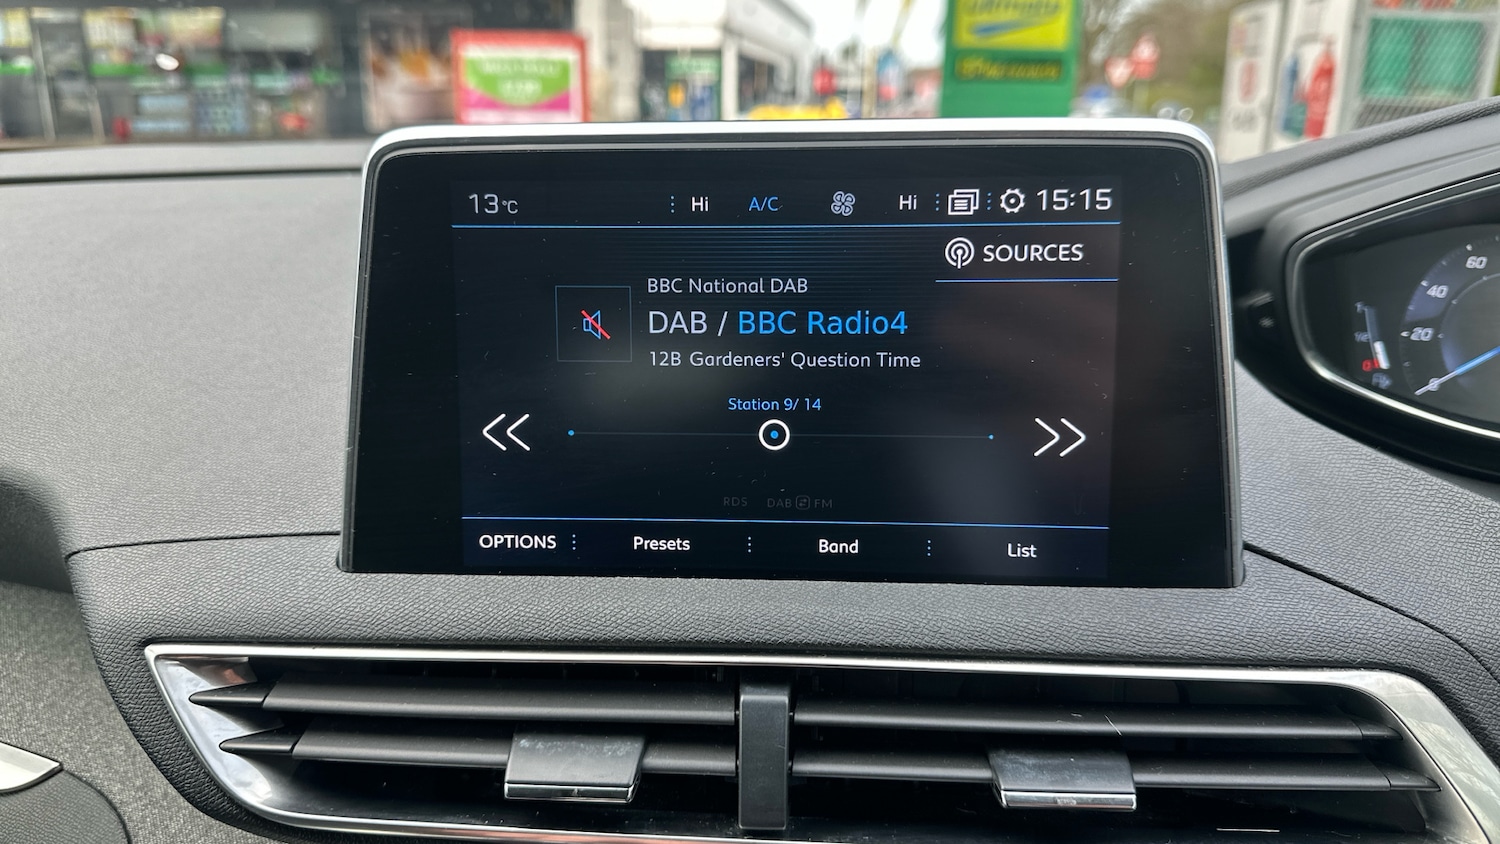 13°C Hi A/C Hi 15:15
SOURCES
BBC National DAB
DAB / BBC Radio4
12B Gardeners' Question Time
Station 9/ 14
RDS DAB FM
OPTIONS Presets Band List
60
40
20
0